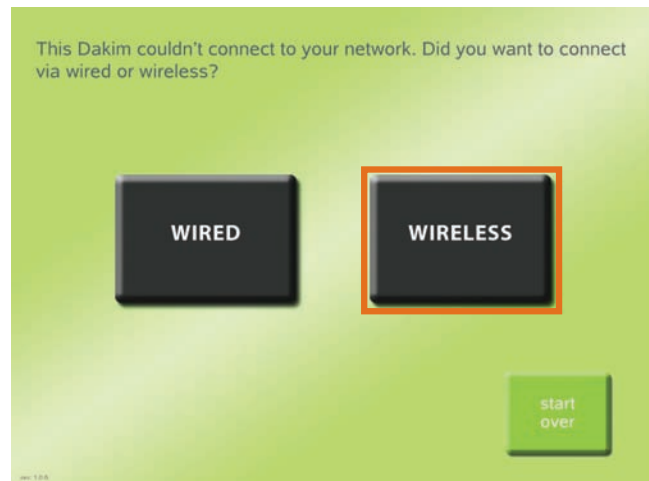 This Dakim couldn't connect to your network. Did you want to connect
via wired or wireless?
WIRED
WIRELESS
start
over